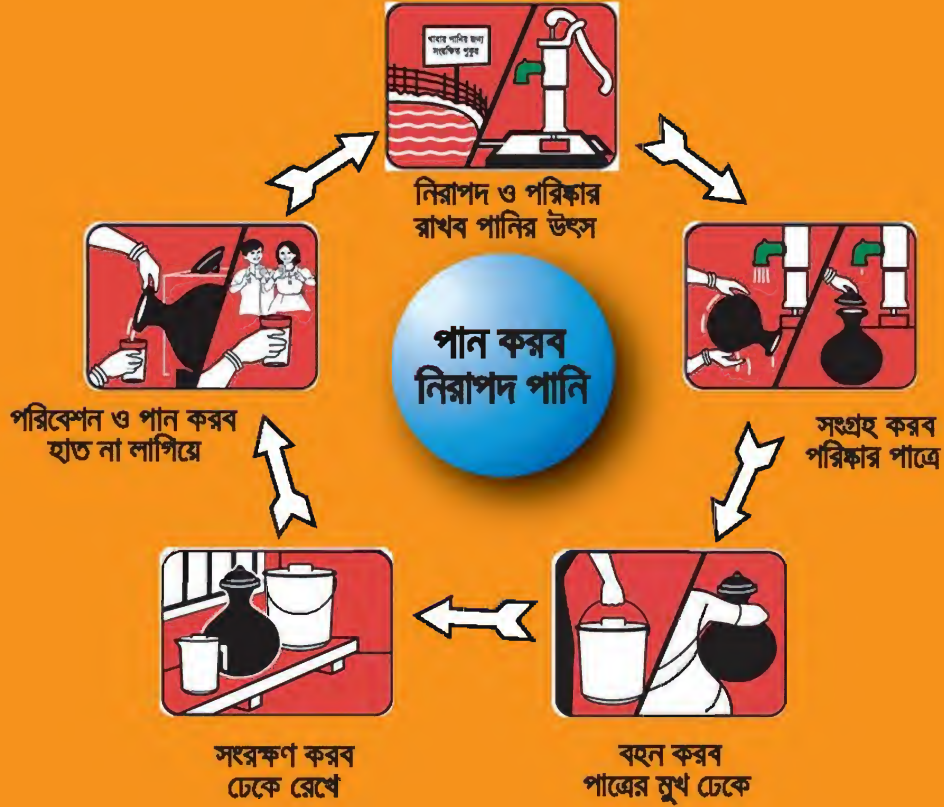 খাবার পানির জন্য
সংরক্ষিত পুকুর
নিরাপদ ও পরিষ্কার
রাখব পানির উৎস
পান করব
নিরাপদ পানি
সংগ্রহ করব
পরিষ্কার পাত্রে
বহন করব
পাত্রের মুখ ঢেকে
সংরক্ষণ করব
ঢেকে রেখে
পরিবেশন ও পান করব
হাত না লাগিয়ে